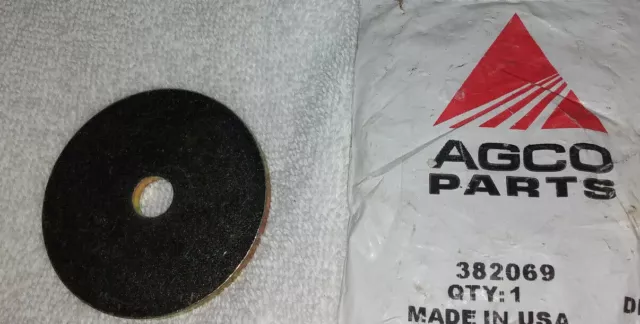 AGCO
PARTS
382069
QTY:1
MADE IN USA